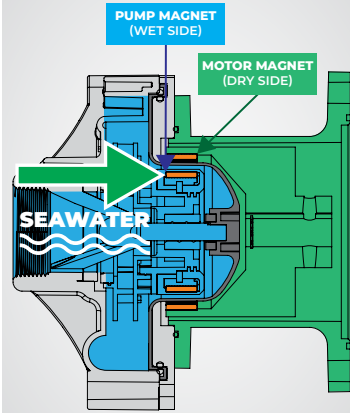 PUMP MAGNET
(WET SIDE)
MOTOR MAGNET
(DRY SIDE)
SEAWATER